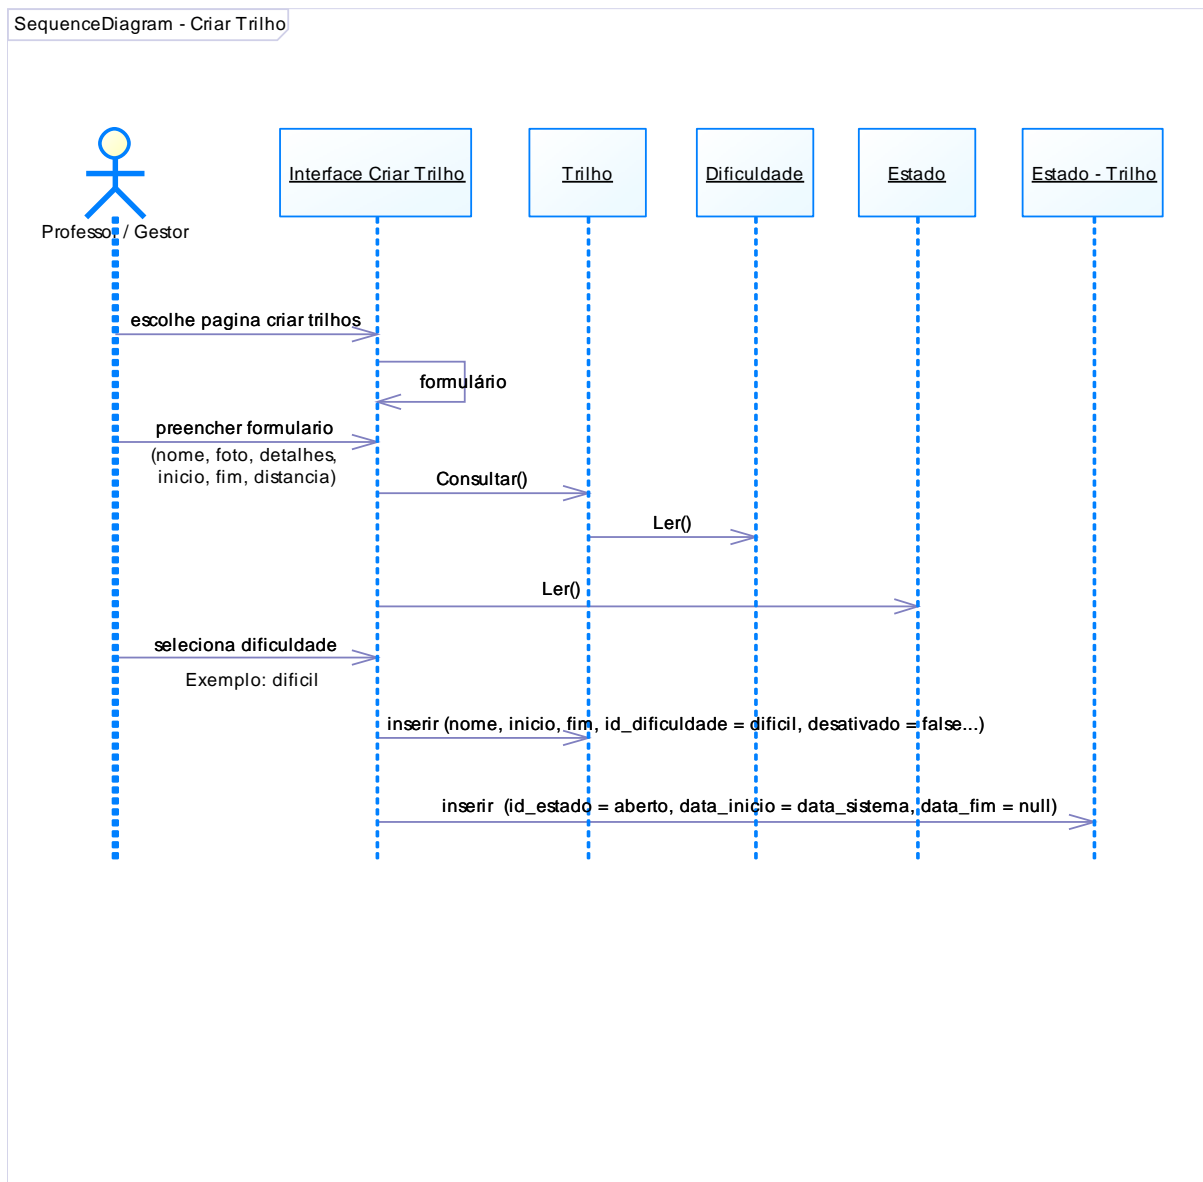 SequenceDiagram - Criar Trilho
Interface Criar Trilho
Trilho
Dificuldade
Estado
Estado - Trilho
Professor / Gestor
escolhe pagina criar trilhos
formulário
preencher formulario
(nome, foto, detalhes,
inicio, fim, distancia)
Consultar()
Ler()
Ler()
seleciona dificuldade
Exemplo: dificil
inserir (nome, inicio, fim, id_dificuldade = dificil, desativado = false...)
inserir (id_estado = aberto, data_inicio = data_sistema, data_fim = null)